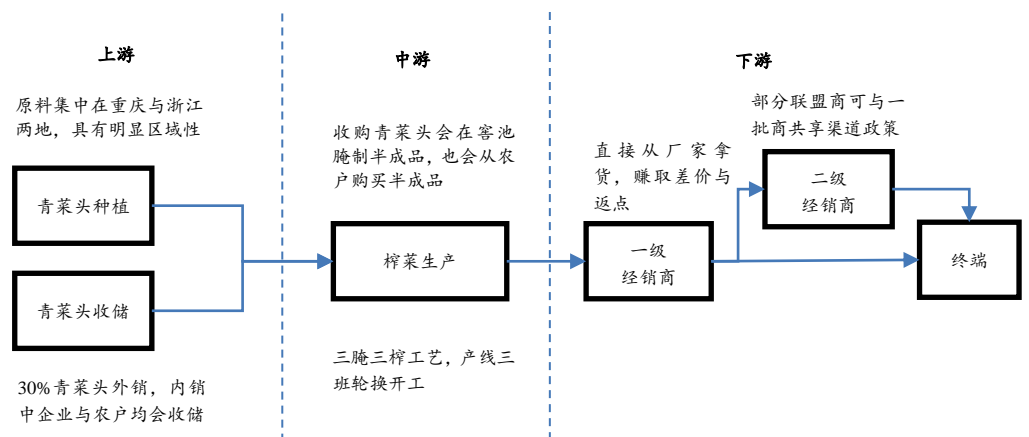 上游
原料集中在重庆与浙江
两地，具有明显区域性
青菜头种植
青菜头收储
30%青菜头外销，内销
中企业与农户均会收储
中游
收购青菜头会在窖池
腌制半成品，也会从农
户购买半成品
榨菜生产
三腌三榨工艺，产线三
班轮换开工
下游
直接从厂家拿
货，赚取差价与
返点
一级
经销商
部分联盟商可与一
批商共享渠道政策
二级
经销商
终端